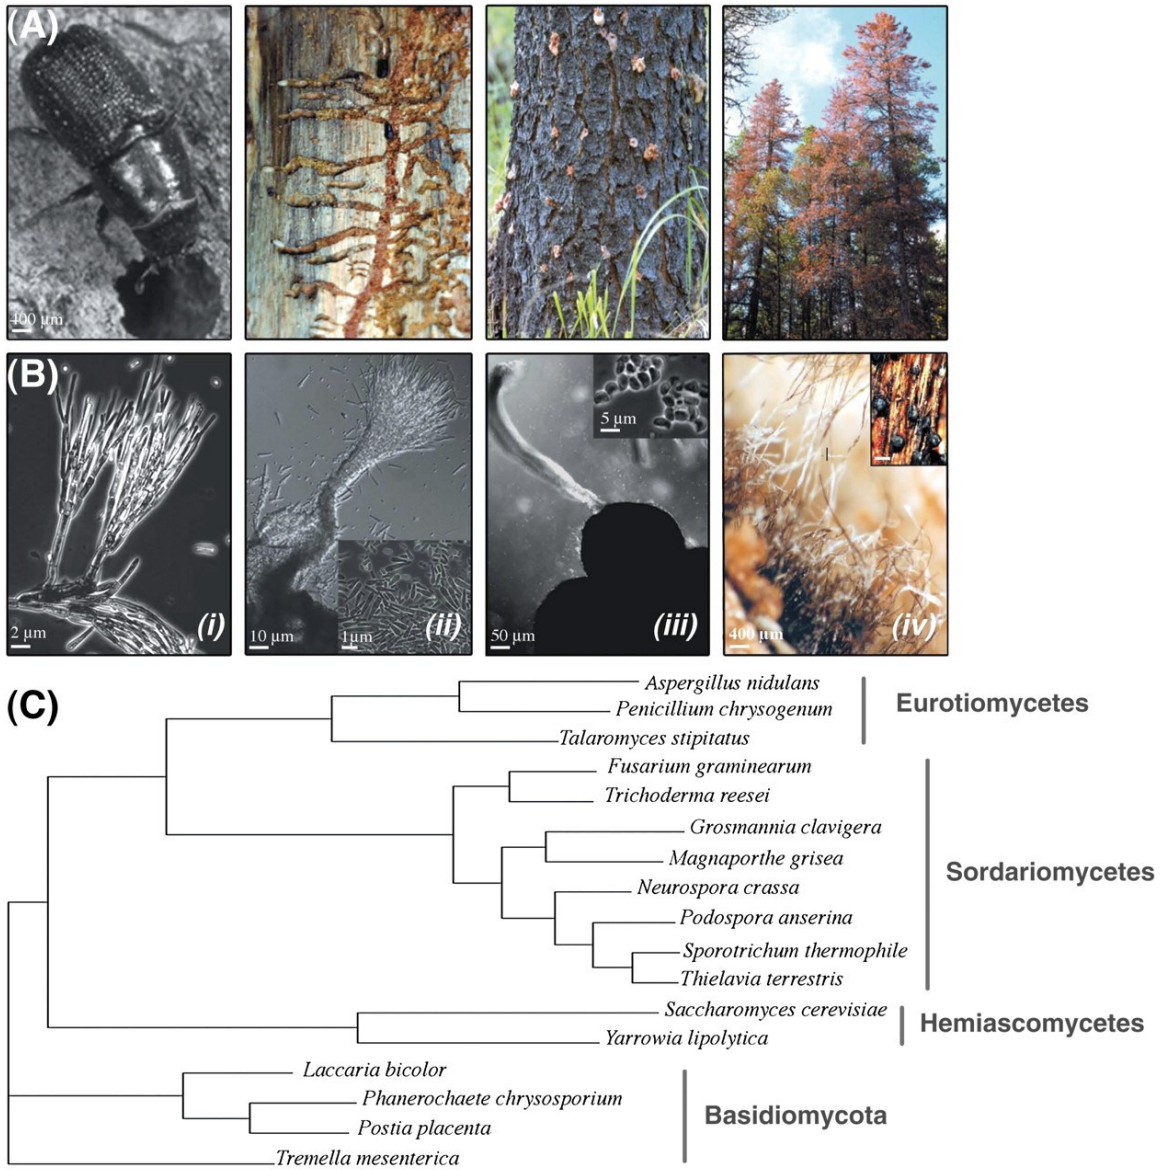 (A)
400 µm
(B)
5 µm
2 µm
(i)
10 µm
1µm
(ii)
50 µm
(iii)
400 µm
(iv)
(C)
Aspergillus nidulans
Penicillium chrysogenum
Eurotiomycetes
Talaromyces stipitatus
Fusarium graminearum
Trichoderma reesei
Grosmannia clavigera
Magnaporthe grisea
Sordariomycetes
Neurospora crassa
Podospora anserina
Sporotrichum thermophile
Thielavia terrestris
Saccharomyces cerevisiae
Hemiascomycetes
Yarrowia lipolytica
Laccaria bicolor
Phanerochaete chrysosporium
Basidiomycota
Postia placenta
Tremella mesenterica